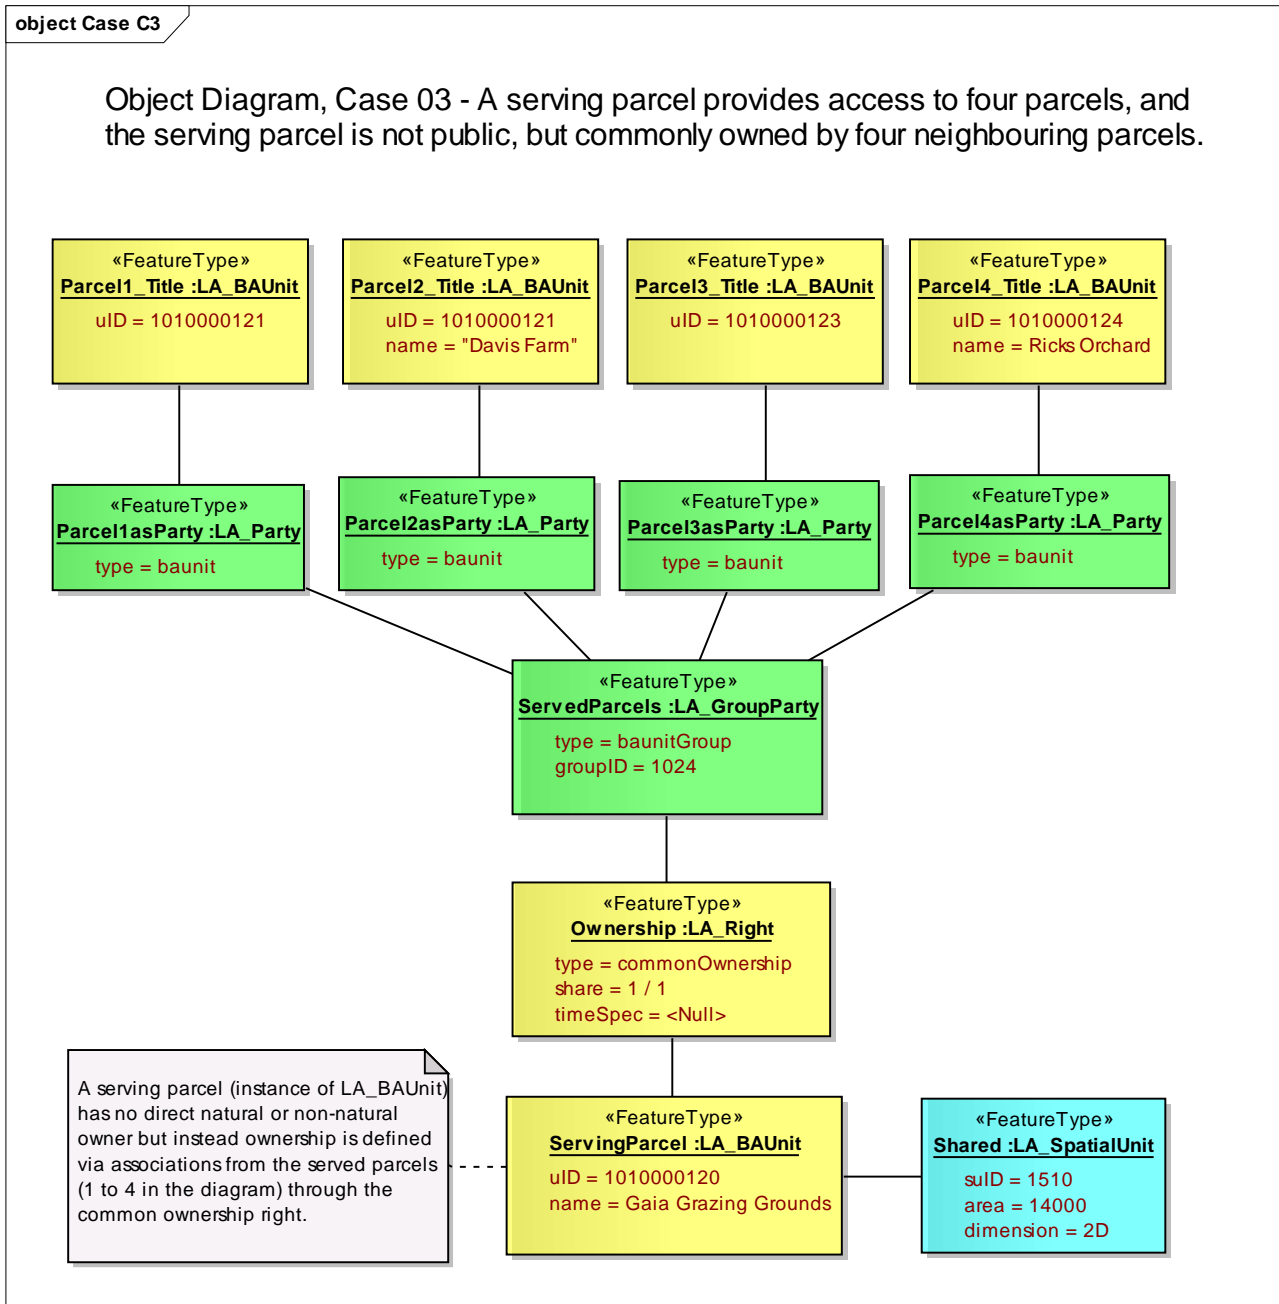 object Case C3
Object Diagram, Case 03 - A serving parcel provides access to four parcels, and
the serving parcel is not public, but commonly owned by four neighbouring parcels.
«FeatureType»
Parcel1_Title :LA_BAUnit
uID = 1010000121
«FeatureType»
Parcel2_Title :LA_BAUnit
uID = 1010000121
name = "Davis Farm"
«FeatureType»
Parcel3_Title :LA_BAUnit
uID = 1010000123
«FeatureType»
Parcel4_Title :LA_BAUnit
uID = 1010000124
name = Ricks Orchard
«FeatureType»
Parcel1asParty :LA_Party
type = baunit
«FeatureType»
Parcel2asParty :LA_Party
type = baunit
«FeatureType»
Parcel3asParty :LA_Party
type = baunit
«FeatureType»
Parcel4asParty :LA_Party
type = baunit
«FeatureType»
ServedParcels :LA_GroupParty
type = baunitGroup
groupID = 1024
«FeatureType»
Ownership :LA_Right
type = commonOwnership
share = 1 / 1
timeSpec = <Null>
A serving parcel (instance of LA_BAUnit)
has no direct natural or non-natural
owner but instead ownership is defined
via associations from the served parcels
(1 to 4 in the diagram) through the
common ownership right.
«FeatureType»
ServingParcel :LA_BAUnit
uID = 1010000120
name = Gaia Grazing Grounds
«FeatureType»
Shared :LA_SpatialUnit
suID = 1510
area = 14000
dimension = 2D